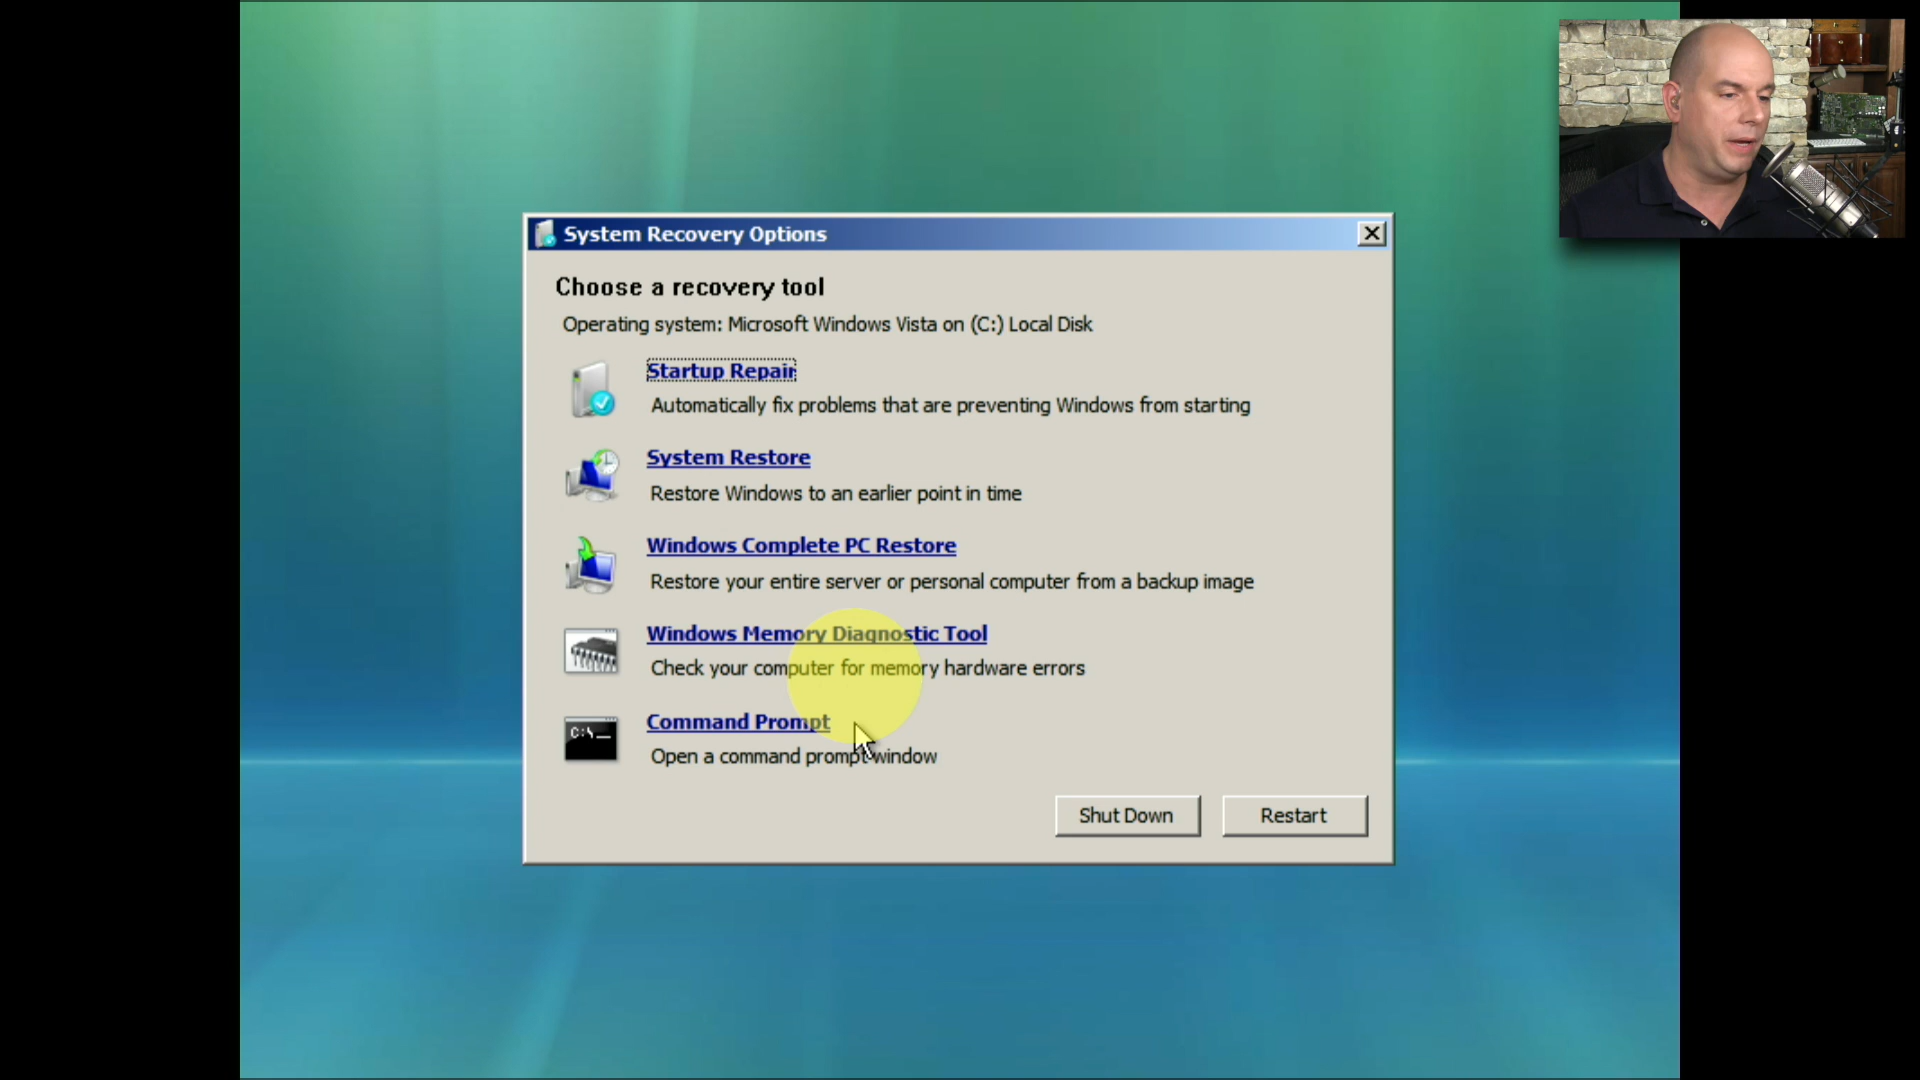 System Recovery Options
Choose a recovery tool
Operating system: Microsoft Windows Vista on (C:) Local Disk
Startup Repair
Automatically fix problems that are preventing Windows from starting
System Restore
Restore Windows to an earlier point in time
Windows Complete PC Restore
Restore your entire server or personal computer from a backup image
Windows Memory Diagnostic Tool
Check your computer for memory hardware errors
C:\_
Command Prompt
Open a command prompt window
Shut Down
Restart